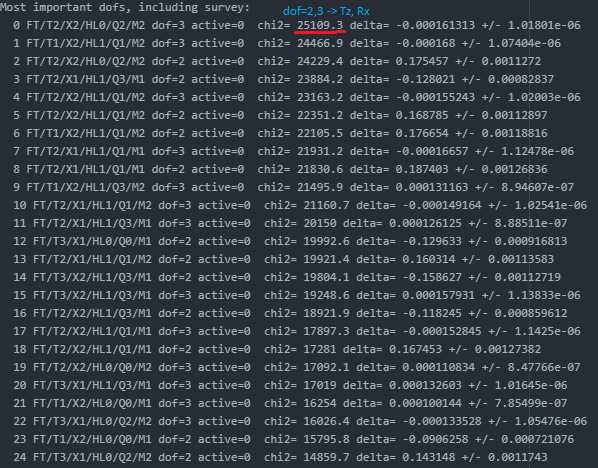 Most important dofs, including survey:
dof=2,3 -> Tz, Rx
0 FT/T2/X2/HL0/Q2/M2 dof=3 active=0 chi2= 25109.3 delta= -0.000161313 +/- 1.01801e-06
1 FT/T1/X2/HL1/Q1/M2 dof=3 active=0 chi2= 24466.9 delta= -0.000168 +/- 1.07404e-06
2 FT/T2/X2/HL0/Q2/M2 dof=2 active=0 chi2= 24229.4 delta= 0.175457 +/- 0.0011272
3 FT/T2/X1/HL1/Q3/M1 dof=2 active=0 chi2= 23884.2 delta= -0.128021 +/- 0.00082837
4 FT/T2/X1/HL1/Q1/M2 dof=3 active=0 chi2= 23163.2 delta= -0.000155243 +/- 1.02003e-06
5 FT/T2/X1/HL1/Q1/M2 dof=2 active=0 chi2= 22351.2 delta= 0.168785 +/- 0.00112897
6 FT/T1/X2/HL1/Q1/M2 dof=2 active=0 chi2= 22105.5 delta= 0.176654 +/- 0.00118816
7 FT/T2/X1/HL1/Q1/M1 dof=3 active=0 chi2= 21931.2 delta= -0.00016657 +/- 1.12478e-06
8 FT/T2/X1/HL1/Q1/M1 dof=2 active=0 chi2= 21830.6 delta= 0.187403 +/- 0.00126836
9 FT/T1/X2/HL1/Q3/M2 dof=3 active=0 chi2= 21495.9 delta= 0.000131163 +/- 8.94607e-07
10 FT/T2/X1/HL1/Q1/M2 dof=3 active=0 chi2= 21160.7 delta= -0.000149164 +/- 1.02541e-06
11 FT/T2/X1/HL1/Q3/M1 dof=3 active=0 chi2= 20150 delta= 0.000126125 +/- 8.88511e-07
12 FT/T3/X1/HL0/Q0/M1 dof=2 active=0 chi2= 19992.6 delta= -0.129633 +/- 0.000916813
13 FT/T2/X1/HL1/Q1/M2 dof=2 active=0 chi2= 19921.4 delta= 0.160314 +/- 0.00113583
14 FT/T3/X2/HL1/Q3/M1 dof=2 active=0 chi2= 19804.1 delta= -0.158627 +/- 0.00112719
15 FT/T3/X2/HL1/Q3/M1 dof=3 active=0 chi2= 19248.6 delta= 0.000157931 +/- 1.13833e-06
16 FT/T2/X2/HL1/Q3/M1 dof=2 active=0 chi2= 18921.9 delta= -0.118245 +/- 0.000859612
17 FT/T2/X2/HL1/Q1/M1 dof=3 active=0 chi2= 17897.3 delta= -0.000152845 +/- 1.1425e-06
18 FT/T2/X2/HL1/Q1/M1 dof=2 active=0 chi2= 17281 delta= 0.167453 +/- 0.00127382
19 FT/T2/X2/HL0/Q0/M2 dof=3 active=0 chi2= 17092.1 delta= 0.000110834 +/- 8.47766e-07
20 FT/T3/X1/HL1/Q3/M1 dof=3 active=0 chi2= 17019 delta= 0.000132603 +/- 1.01645e-06
21 FT/T1/X2/HL0/Q0/M1 dof=3 active=0 chi2= 16254 delta= 0.000100144 +/- 7.85499e-07
22 FT/T3/X2/HL1/Q3/M2 dof=3 active=0 chi2= 16026.4 delta= -0.000133528 +/- 1.05476e-06
23 FT/T1/X2/HL0/Q0/M1 dof=2 active=0 chi2= 15795.8 delta= -0.0906258 +/- 0.000721076
24 FT/T3/X1/HL0/Q2/M2 dof=2 active=0 chi2= 14859.7 delta= 0.143148 +/- 0.0011743